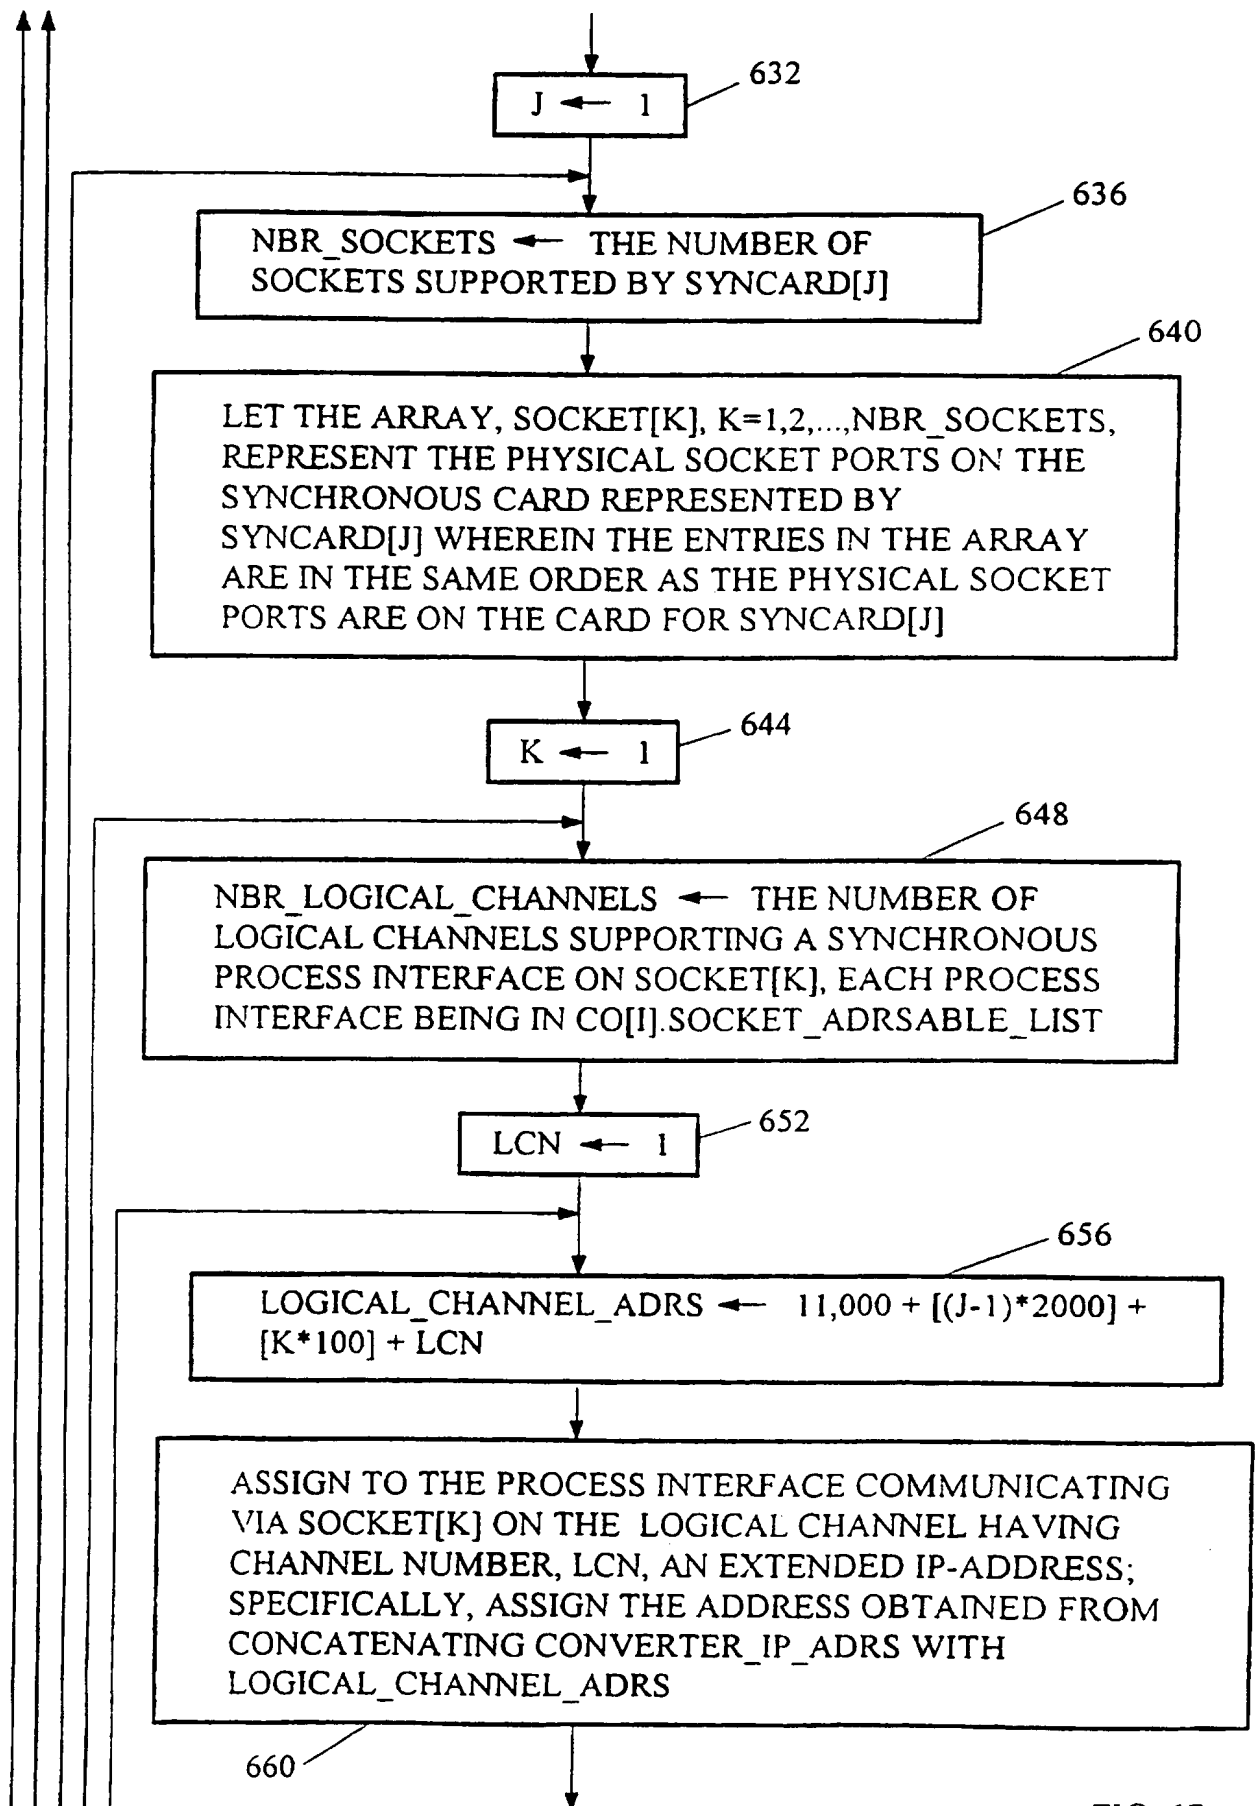 632
J ← 1
636
NBR_SOCKETS ← THE NUMBER OF
SOCKETS SUPPORTED BY SYNCARD[J]
640
LET THE ARRAY, SOCKET[K], K=1,2,...,NBR_SOCKETS,
REPRESENT THE PHYSICAL SOCKET PORTS ON THE
SYNCHRONOUS CARD REPRESENTED BY
SYNCARD[J] WHEREIN THE ENTRIES IN THE ARRAY
ARE IN THE SAME ORDER AS THE PHYSICAL SOCKET
PORTS ARE ON THE CARD FOR SYNCARD[J]
644
K ← 1
648
NBR_LOGICAL_CHANNELS ← THE NUMBER OF
LOGICAL CHANNELS SUPPORTING A SYNCHRONOUS
PROCESS INTERFACE ON SOCKET[K], EACH PROCESS
INTERFACE BEING IN CO[I].SOCKET_ADRSABLE_LIST
652
LCN ← 1
656
LOGICAL_CHANNEL_ADRS ← 11,000 + [(J-1)*2000] +
[K*100] + LCN
ASSIGN TO THE PROCESS INTERFACE COMMUNICATING
VIA SOCKET[K] ON THE LOGICAL CHANNEL HAVING
CHANNEL NUMBER, LCN, AN EXTENDED IP-ADDRESS;
SPECIFICALLY, ASSIGN THE ADDRESS OBTAINED FROM
CONCATENATING CONVERTER_IP_ADRS WITH
LOGICAL_CHANNEL_ADRS
660